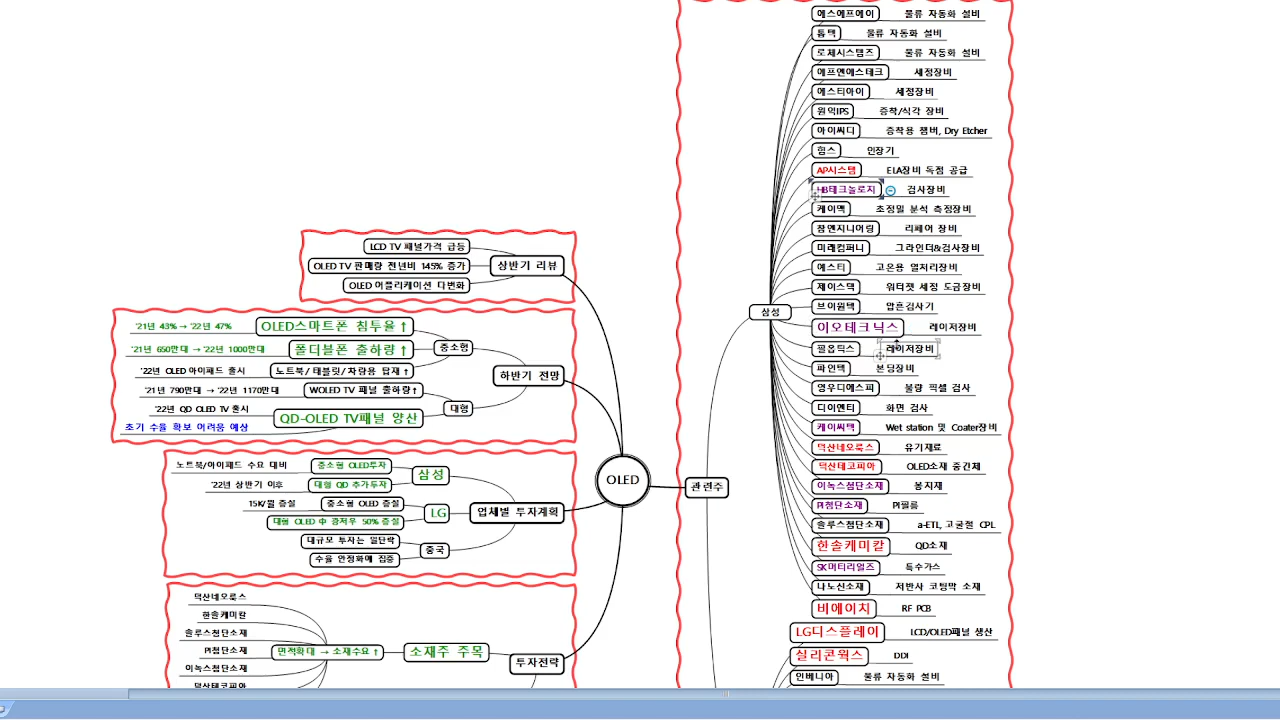 LCD TV 패널가격 급등
OLED TV 판매량 전년비 145% 증가
OLED 어플리케이션 다변화
상반기 리뷰
'21년 43% → '22년 47%
OLED스마트폰 침투율 ↑
'21년 650만대 → '22년 1000만대
폴더블폰 출하량 ↑
'22년 OLED 아이패드 출시
노트북/ 태블릿/차량용 탑재 ↑
중소형
'21년 790만대 → '22년 1170만대
WOLED TV 패널 출하량↑
'22년 QD OLED TV 출시
QD-OLED TV패널 양산
초기 수율 확보 어려움 예상
대형
하반기 전망
노트북/아이패드 수요 대비
중소형 OLED투자
'22년 상반기 이후
대형 QD 추가투자
삼성
15K/월 증설
중소형 OLED 증설
대형 OLED 中 광저우 50% 증설
LG
대규모 투자는 일단락
수율 안정화에 집중
중국
업체별 투자계획
덕산네오룩스
한솔케미칼
솔루스첨단소재
PI첨단소재
이녹스첨단소재
덕산테코피아
면적확대 → 소재수요 ↑
소재주 주목
투자전략
OLED
관련주
삼성
에스에프에이 물류 자동화 설비
톱텍 물류 자동화 설비
로체시스템즈 물류 자동화 설비
에프엔에스테크 세정장비
에스티아이 세정장비
원익IPS 증착/식각 장비
아이씨디 증착용 챔버, Dry Etcher
힘스 인장기
AP시스템 ELA장비 독점 공급
HB테크놀로지 검사장비
케이맥 초정밀 분석 측정장비
참엔지니어링 리페어 장비
미래컴퍼니 그라인더&검사장비
예스티 고온용 열처리장비
제이스텍 워터젯 세정 도금장비
브이원텍 압흔검사기
이오테크닉스 레이저장비
필옵틱스 레이저장비
파인텍 본딩장비
영우디에스피 불량 픽셀 검사
디이엔티 화면 검사
케이씨텍 Wet station 및 Coater장비
덕산네오룩스 유기재료
덕산테코피아 OLED소재 중간체
이녹스첨단소재 봉지재
PI첨단소재 PI필름
솔루스첨단소재 a-ETL, 고굴절 CPL
한솔케미칼 QD소재
SK머티리얼즈 특수가스
나노신소재 저반사 코팅막 소재
비에이치 RF PCB
LG디스플레이 LCD/OLED패널 생산
실리콘웍스 DDI
인베니아 물류 자동화 설비